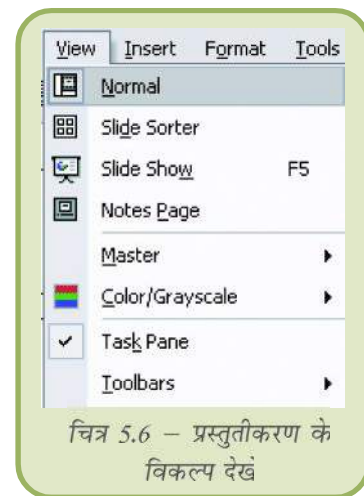 View Insert Format Tools
Normal
Slide Sorter
Slide Show F5
Notes Page
Master
Color/Grayscale
Task Pane
Toolbars
चित्र 5.6 – प्रस्तुतीकरण के
विकल्प देखें